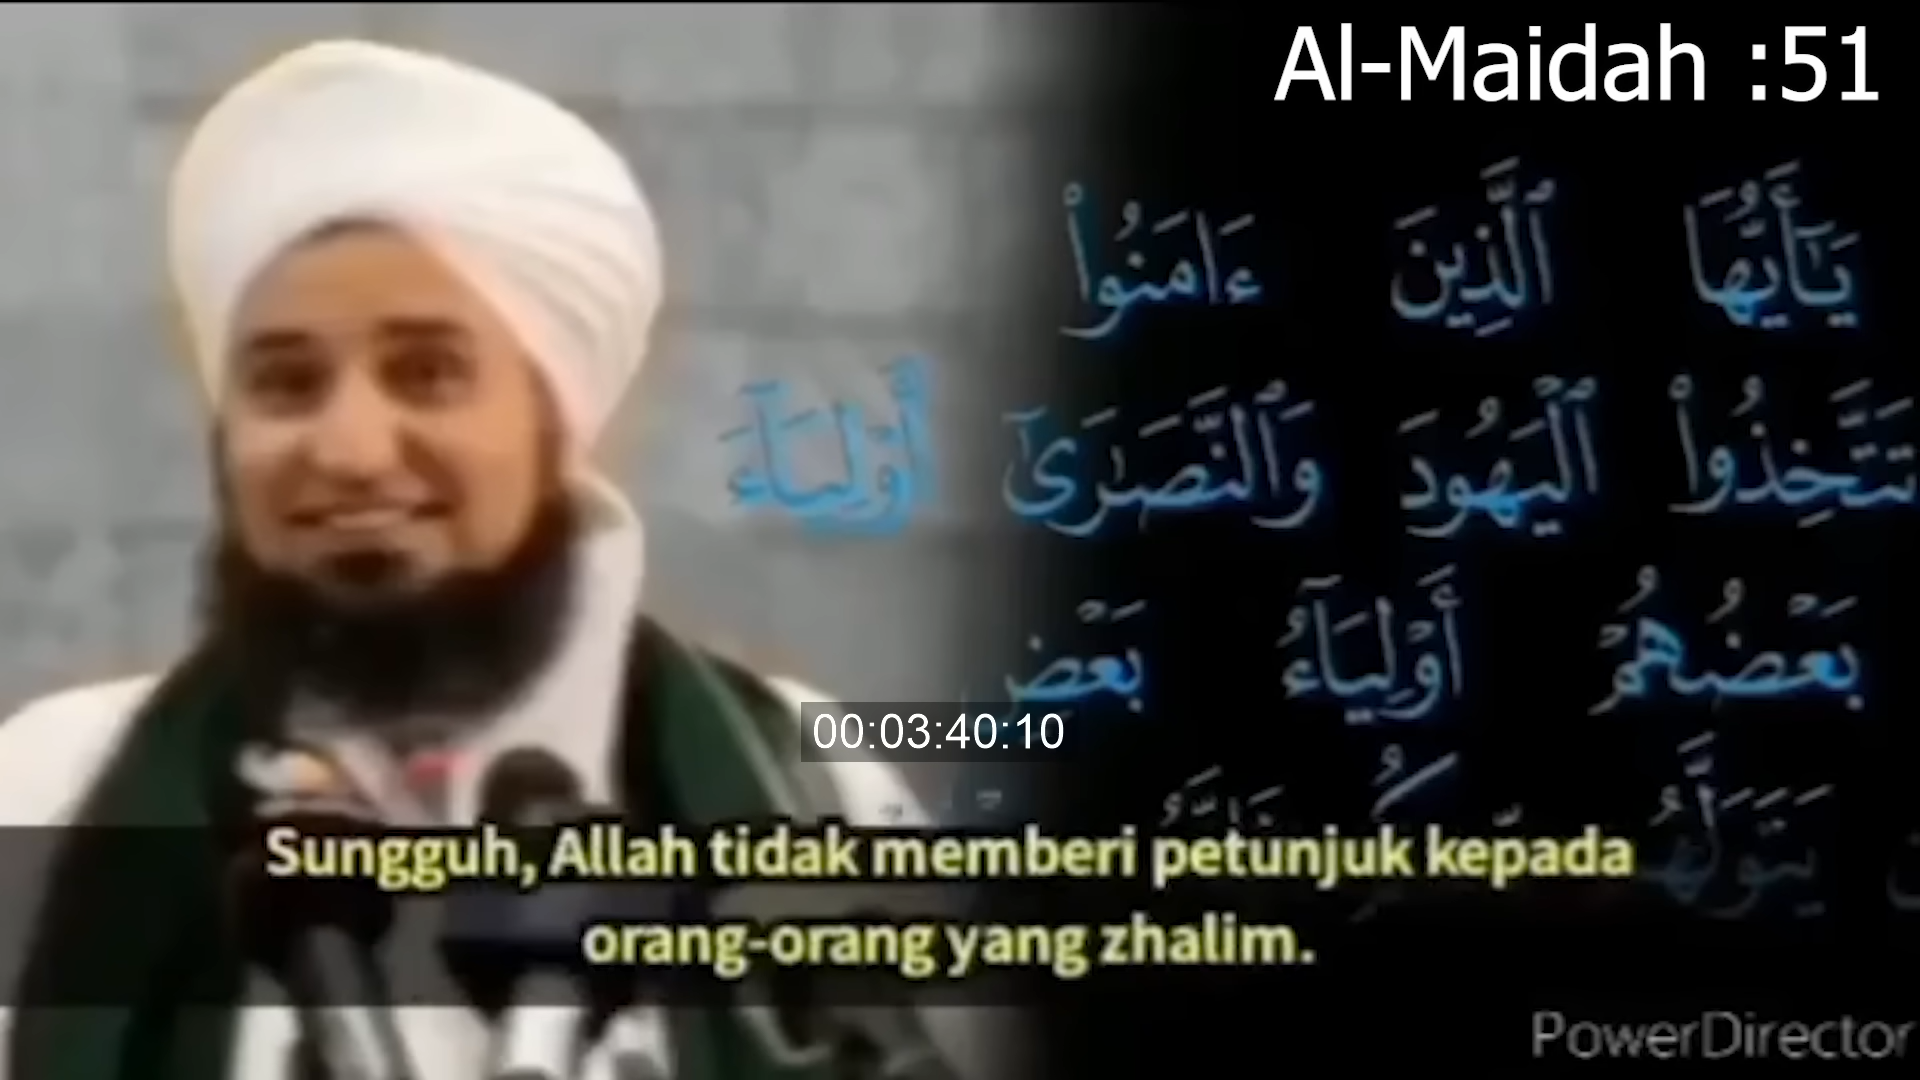 Al-Maidah :51
يَـٰٓأَيُّهَا ٱلَّذِينَ ءَامَنُوا۟
تَتَّخِذُوا۟ ٱلْيَهُودَ وَٱلنَّصَـٰرَىٰٓ أَوْلِيَآءَ
بَعْضُهُمْ أَوْلِيَآءُ بَعْضٍ
يَتَوَلَّهُم
00:03:40:10
Sungguh, Allah tidak memberi petunjuk kepada
orang-orang yang zhalim.
PowerDirector